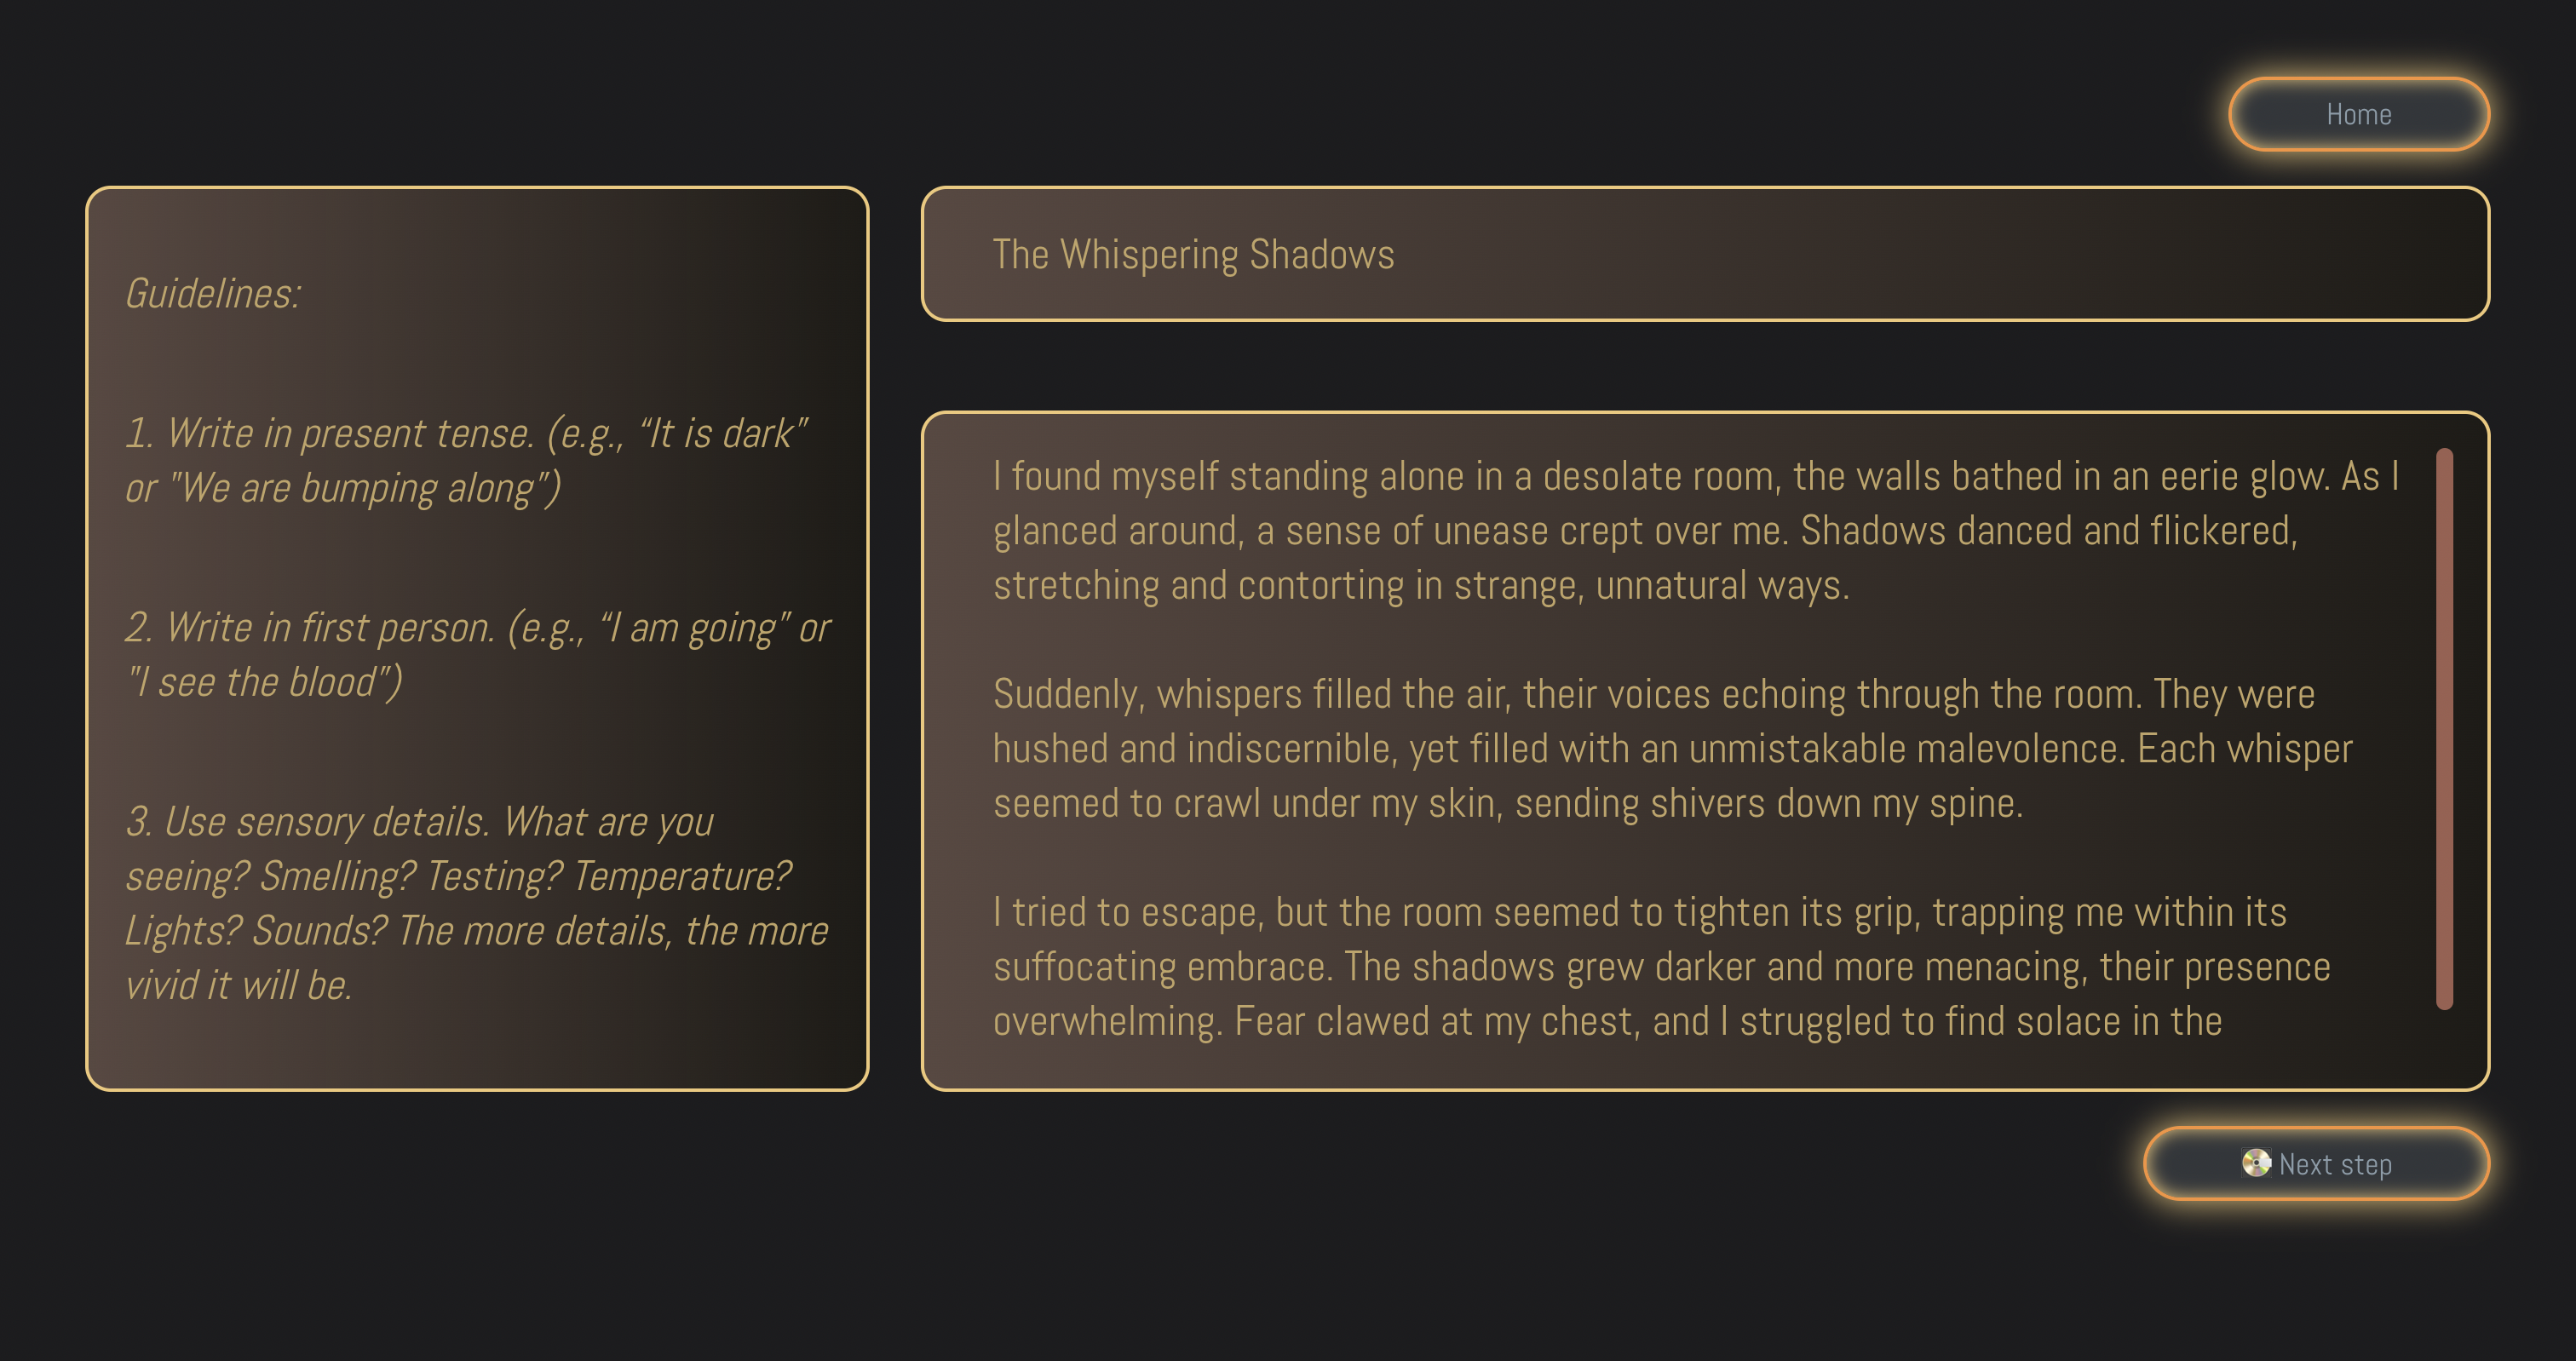 Home
Guidelines:
1. Write in present tense. (e.g., “It is dark”
or "We are bumping along")
2. Write in first person. (e.g., “I am going” or
"I see the blood")
3. Use sensory details. What are you
seeing? Smelling? Testing? Temperature?
Lights? Sounds? The more details, the more
vivid it will be.
The Whispering Shadows
I found myself standing alone in a desolate room, the walls bathed in an eerie glow. As I
glanced around, a sense of unease crept over me. Shadows danced and flickered,
stretching and contorting in strange, unnatural ways.
Suddenly, whispers filled the air, their voices echoing through the room. They were
hushed and indiscernible, yet filled with an unmistakable malevolence. Each whisper
seemed to crawl under my skin, sending shivers down my spine.
I tried to escape, but the room seemed to tighten its grip, trapping me within its
suffocating embrace. The shadows grew darker and more menacing, their presence
overwhelming. Fear clawed at my chest, and I struggled to find solace in the
Next step